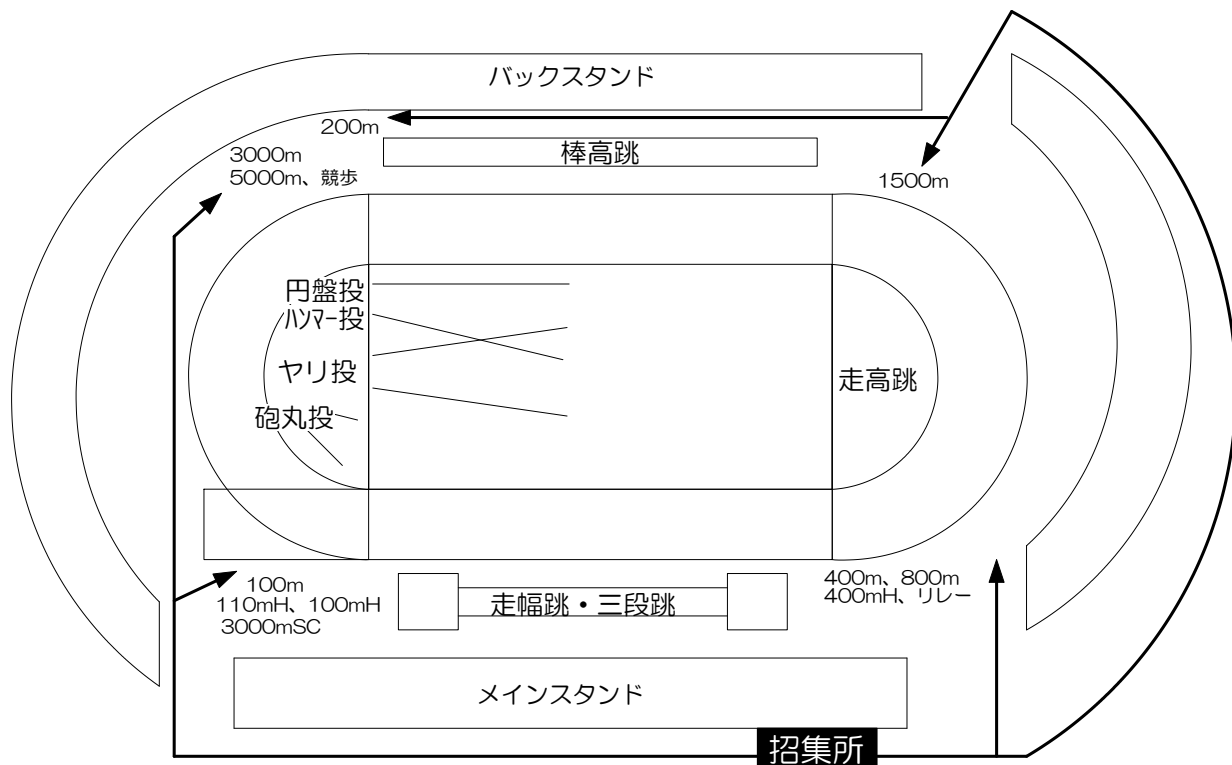 バックスタンド
200m
3000m
5000m、競歩
棒高跳
1500m
円盤投
ﾊﾝﾏｰ投
ヤリ投
砲丸投
走高跳
100m
110mH、100mH
3000mSC
走幅跳・三段跳
400m、800m
400mH、リレー
メインスタンド
招集所